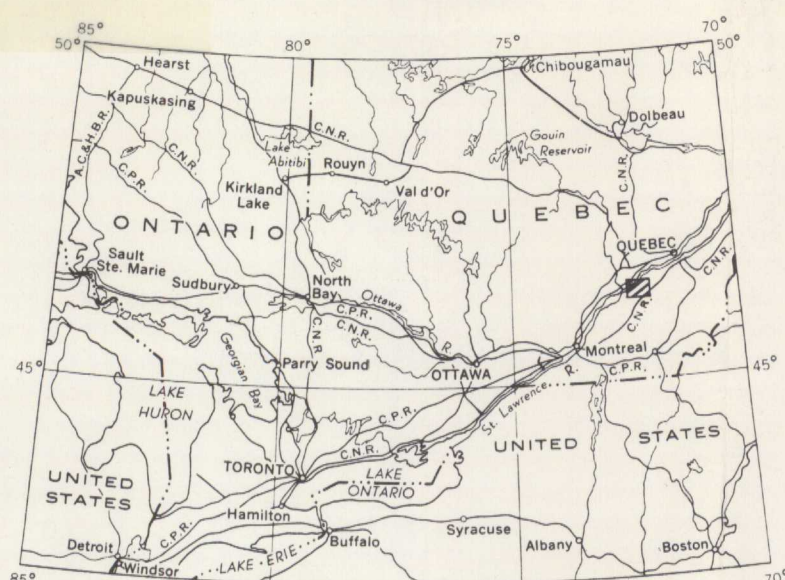 85° 80° 75° 70°
50° 50°
Hearst
Chibougamau
Kapuskasing
Dolbeau
C.N.R.
Gouin
Reservoir
A.C.&H.B.R.
C.N.R.
Lake
Abitibi
Rouyn
C.N.R.
C.P.R.
Kirkland
Lake
Val d'Or
ONTARIO
QUEBEC
QUEBEC
C.N.R.
Sault
Ste. Marie
Sudbury
North
Bay
Ottawa
R.
C.P.R.
C.N.R.
C.N.R.
C.N.R.
Georgian Bay
Parry Sound
OTTAWA
Montreal
C.P.R.
45° 45°
LAKE
HURON
C.P.R.
St. Lawrence R.
UNITED STATES
C.N.R.
TORONTO
LAKE
ONTARIO
UNITED
STATES
C.P.R.
Hamilton
Syracuse
Detroit
Windsor
LAKE ERIE
Buffalo
Albany
Boston
85° 70°